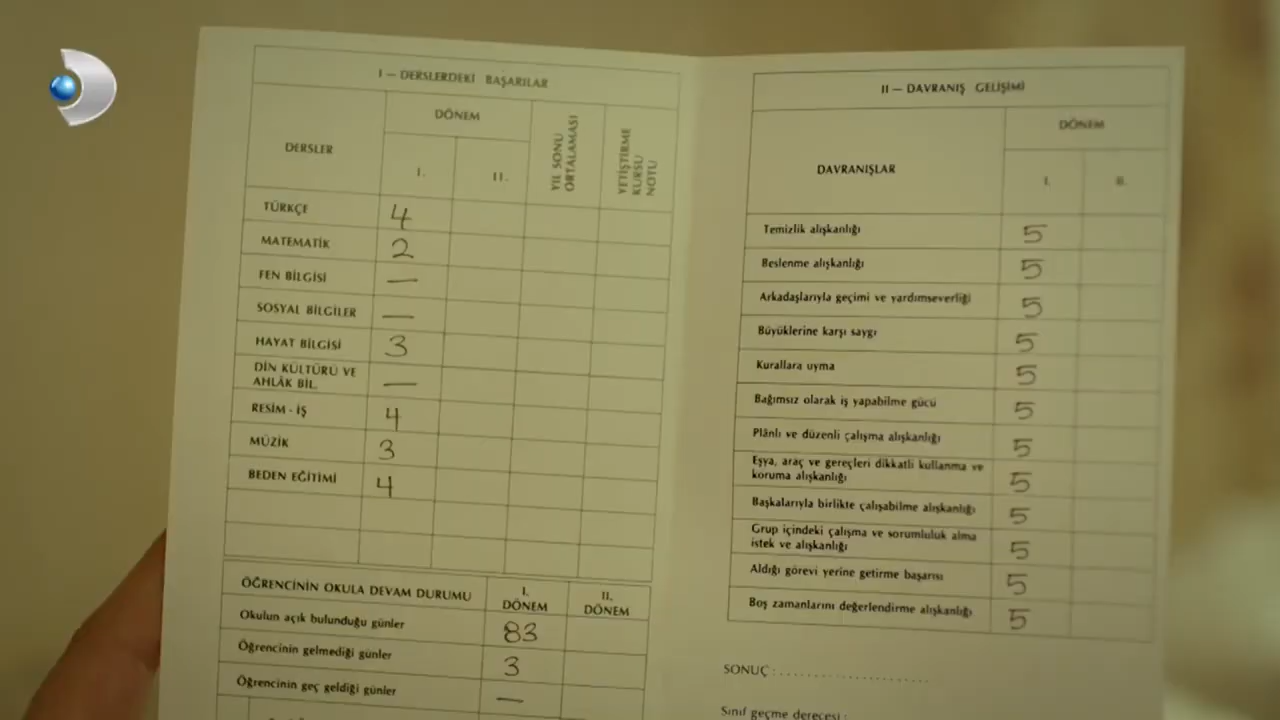 I — DERSLERDEKİ BAŞARILAR
DERSLER
DÖNEM
I.
II.
YIL SONU
ORTALAMASI
YETİŞTİRME
KURSU
NOTU
TÜRKÇE 4
MATEMATİK 2
FEN BİLGİSİ —
SOSYAL BİLGİLER —
HAYAT BİLGİSİ 3
DİN KÜLTÜRÜ VE
AHLÂK BİL. —
RESİM - İŞ 4
MÜZİK 3
BEDEN EĞİTİMİ 4
ÖĞRENCİNİN OKULA DEVAM DURUMU
I.
DÖNEM
II.
DÖNEM
Okulun açık bulunduğu günler 83
Öğrencinin gelmediği günler 3
Öğrencinin geç geldiği günler —
II — DAVRANIŞ GELİŞİMİ
DAVRANIŞLAR
DÖNEM
I.
II.
Temizlik alışkanlığı 5
Beslenme alışkanlığı 5
Arkadaşlarıyla geçimi ve yardımseverliği 5
Büyüklerine karşı saygı 5
Kurallara uyma 5
Bağımsız olarak iş yapabilme gücü 5
Plânlı ve düzenli çalışma alışkanlığı 5
Eşya, araç ve gereçleri dikkatli kullanma ve
koruma alışkanlığı 5
Başkalarıyla birlikte çalışabilme alışkanlığı 5
Grup içindeki çalışma ve sorumluluk alma
istek ve alışkanlığı 5
Aldığı görevi yerine getirme başarısı 5
Boş zamanlarını değerlendirme alışkanlığı 5
SONUÇ : . . . . . . . . . . . . . . . . . . . . . .
Sınıf geçme derecesi :